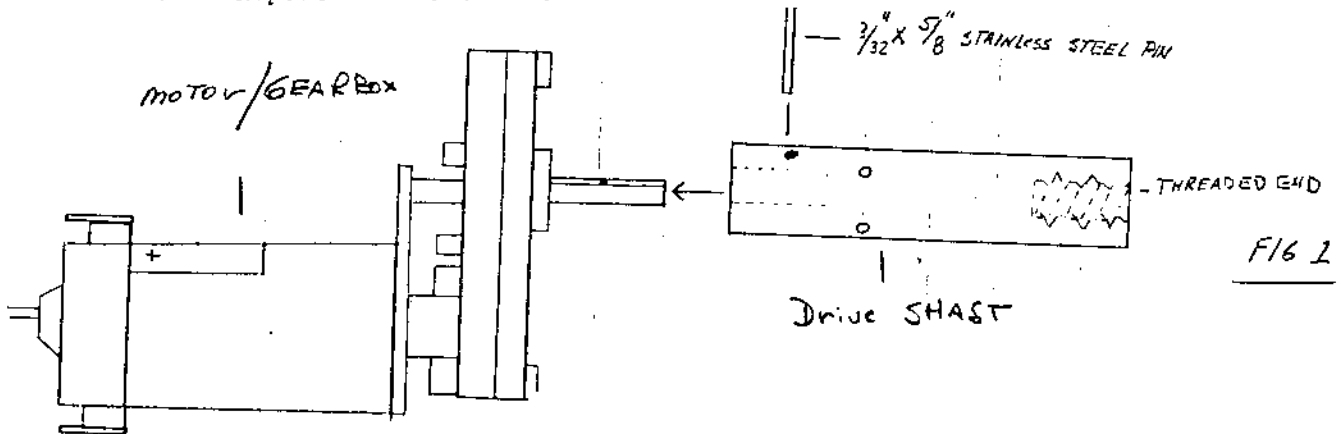 3/32" X 5/8" STAINLESS STEEL PIN
MOTOr/GEARBOX
+
THREADED END
FIG 1
Drive SHAFT